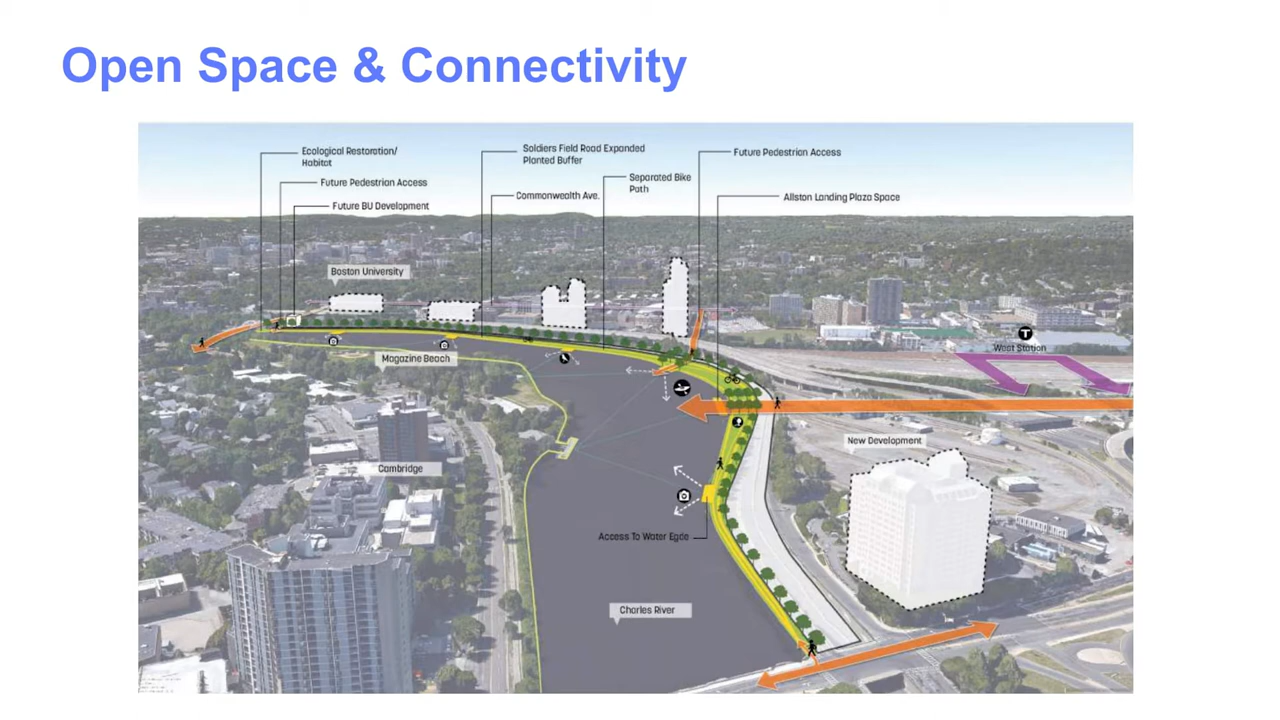 Open Space & Connectivity
Ecological Restoration/
Habitat
Future Pedestrian Access
Future BU Development
Soldiers Field Road Expanded
Planted Buffer
Commonwealth Ave.
Separated Bike
Path
Future Pedestrian Access
Allston Landing Plaza Space
Boston University
Magazine Beach
T
West Station
New Development
Cambridge
Access To Water Egde
Charles River